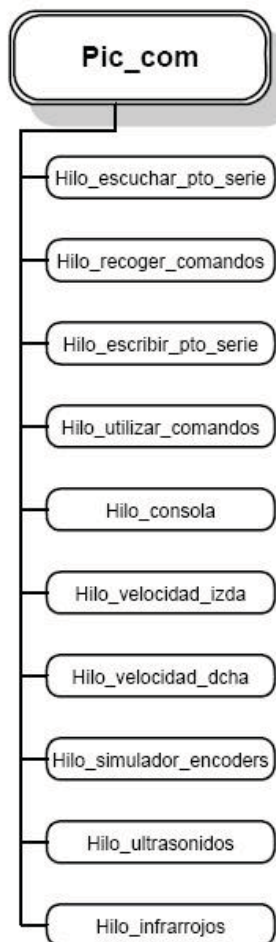 Pic_com
Hilo_escuchar_pto_serie
Hilo_recoger_comandos
Hilo_escribir_pto_serie
Hilo_utilizar_comandos
Hilo_consola
Hilo_velocidad_izda
Hilo_velocidad_dcha
Hilo_simulador_encoders
Hilo_ultrasonidos
Hilo_infrarrojos